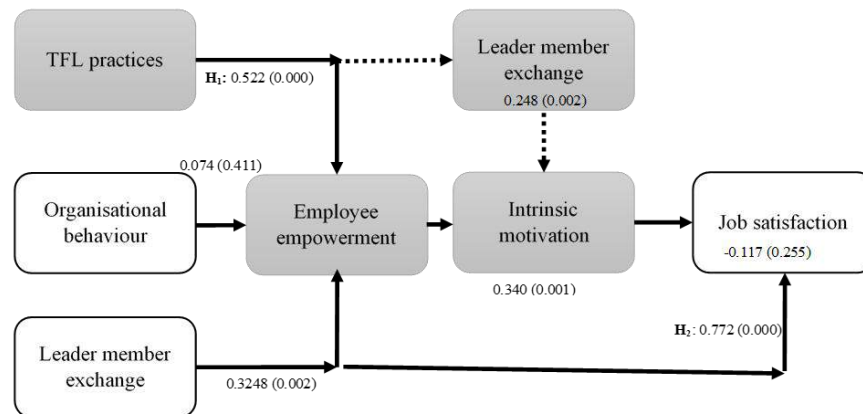 TFL practices
H₁: 0.522 (0.000)
Leader member
exchange
0.248 (0.002)
0.074 (0.411)
Organisational
behaviour
Employee
empowerment
Intrinsic
motivation
0.340 (0.001)
Job satisfaction
-0.117 (0.255)
H₂: 0.772 (0.000)
Leader member
exchange
0.3248 (0.002)